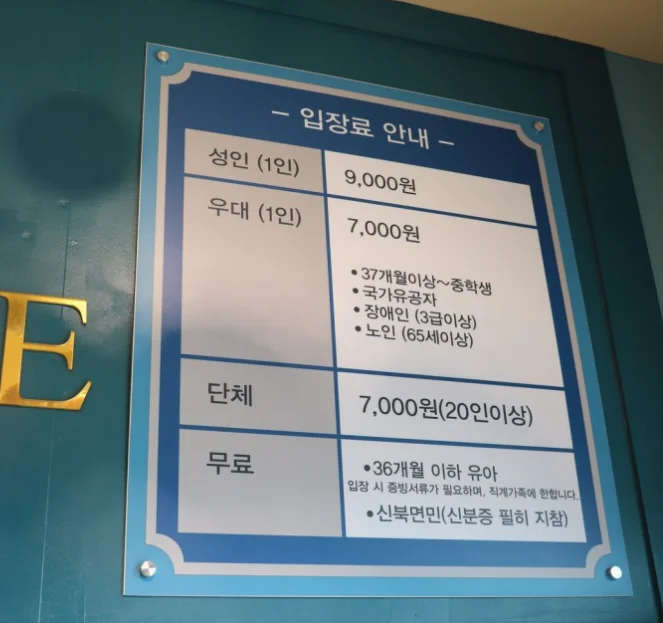 E
- 입장료 안내 -
성인 (1인)
9,000원
우대 (1인)
7,000원
• 37개월이상~중학생
• 국가유공자
• 장애인 (3급이상)
• 노인 (65세이상)
단체
7,000원(20인이상)
무료
• 36개월 이하 유아
입장 시 증빙서류가 필요하며, 직계가족에 한합니다.
• 신북면민(신분증 필히 지참)